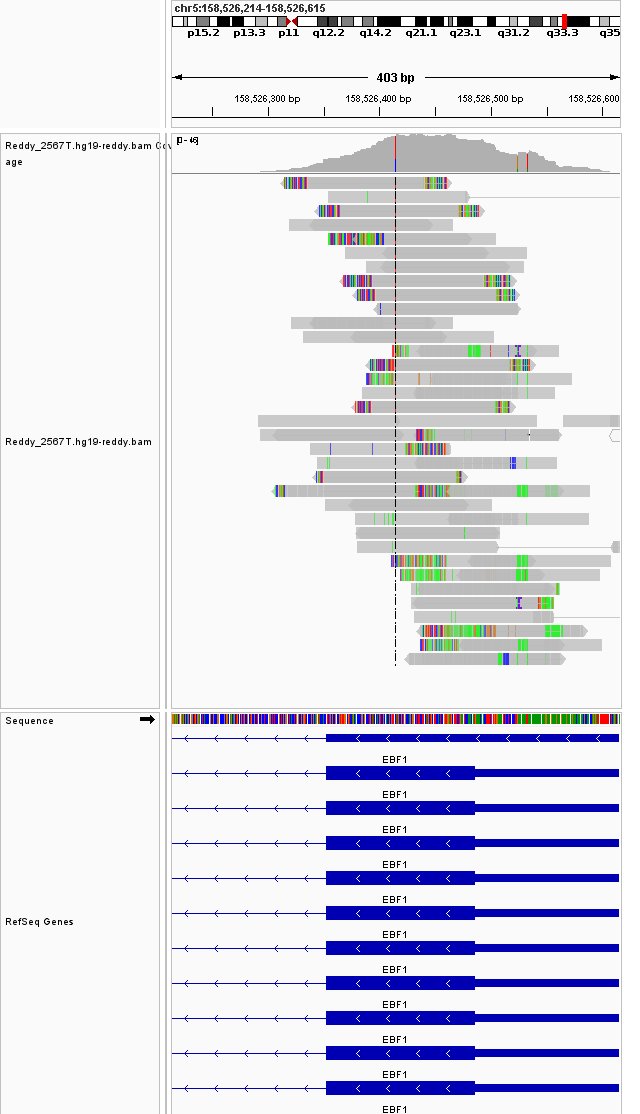 chr5:158,526,214-158,526,615
p15.2 p13.3 p11 q12.2 q14.2 q21.1 q23.1 q31.2 q33.3 q35
403 bp
158,526,300 bp 158,526,400 bp 158,526,500 bp 158,526,600
Reddy_2567T.hg19-reddy.bam Cov
age
[0 - 46]
Reddy_2567T.hg19-reddy.bam
Sequence
EBF1
EBF1
EBF1
EBF1
EBF1
RefSeq Genes
EBF1
EBF1
EBF1
EBF1
EBF1
EBF1